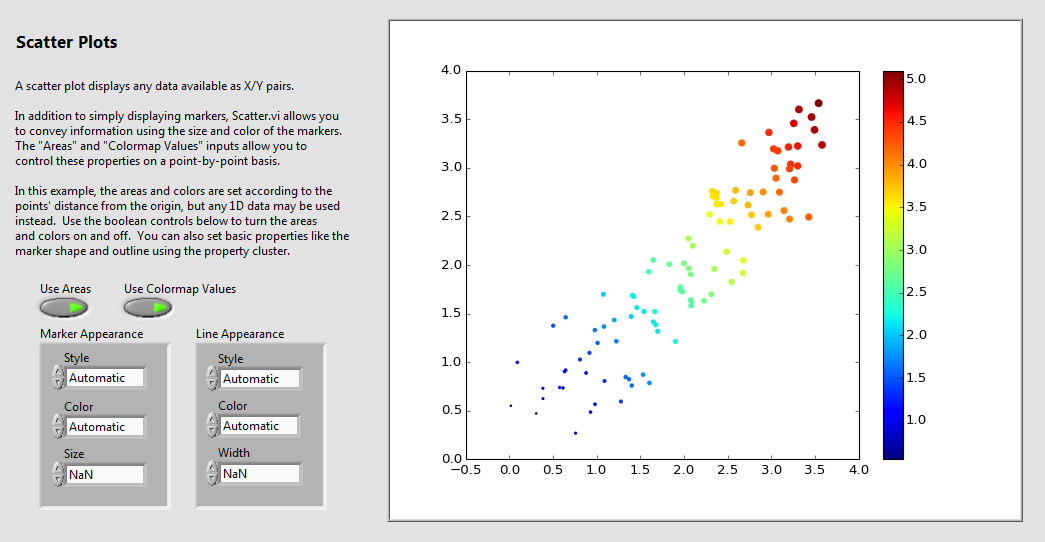 Scatter Plots
A scatter plot displays any data available as X/Y pairs.
In addition to simply displaying markers, Scatter.vi allows you
to convey information using the size and color of the markers.
The "Areas" and "Colormap Values" inputs allow you to
control these properties on a point-by-point basis.
In this example, the areas and colors are set according to the
points' distance from the origin, but any 1D data may be used
instead.  Use the boolean controls below to turn the areas
and colors on and off.  You can also set basic properties like the
marker shape and outline using the property cluster.
Use Areas
Use Colormap Values
Marker Appearance
Style
Automatic
Color
Automatic
Size
NaN
Line Appearance
Style
Automatic
Color
Automatic
Width
NaN
4.0
3.5
3.0
2.5
2.0
1.5
1.0
0.5
0.0
−0.5 0.0 0.5 1.0 1.5 2.0 2.5 3.0 3.5 4.0
5.0
4.5
4.0
3.5
3.0
2.5
2.0
1.5
1.0